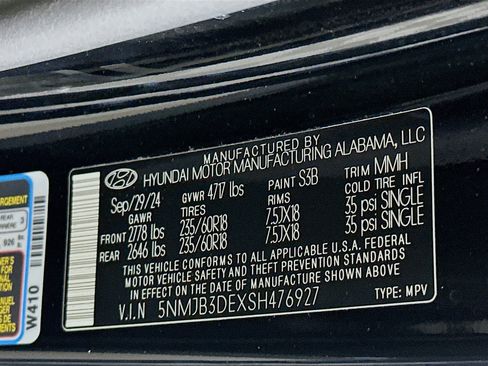 MANUFACTURED BY
HYUNDAI MOTOR MANUFACTURING ALABAMA, LLC
Sep/29/24 GVWR 4717 lbs PAINT S3B TRIM MMH
GAWR TIRES RIMS COLD TIRE INFL
FRONT 2778 lbs 235/60R18 7.5JX18 35 psi SINGLE
REAR 2646 lbs 235/60R18 7.5JX18 35 psi SINGLE
THIS VEHICLE CONFORMS TO ALL APPLICABLE U.S.A. FEDERAL
MOTOR VEHICLE SAFETY AND THEFT PREVENTION STANDARDS
IN EFFECT ON THE DATE OF MANUFACTURE SHOWN ABOVE.
V.I.N 5NMJB3DEXSH476927 TYPE: MPV
W410
REAR 3
926